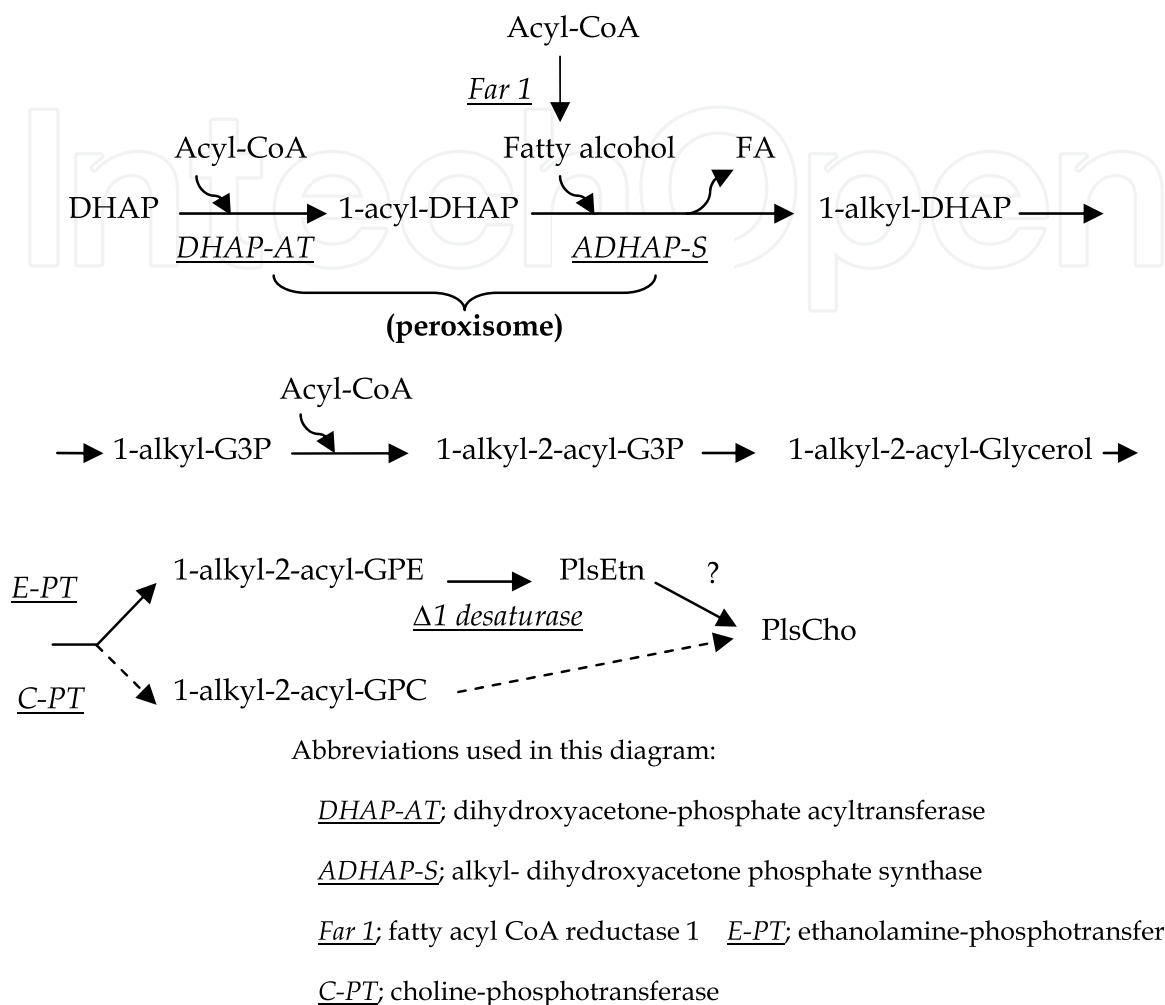 Acyl-CoA
Far 1
Acyl-CoA Fatty alcohol FA
DHAP 1-acyl-DHAP 1-alkyl-DHAP
DHAP-AT ADHAP-S
(peroxisome)
Acyl-CoA
1-alkyl-G3P 1-alkyl-2-acyl-G3P 1-alkyl-2-acyl-Glycerol
E-PT 1-alkyl-2-acyl-GPE PlsEtn ?
Δ1 desaturase
PlsCho
C-PT 1-alkyl-2-acyl-GPC
Abbreviations used in this diagram:
DHAP-AT; dihydroxyacetone-phosphate acyltransferase
ADHAP-S; alkyl- dihydroxyacetone phosphate synthase
Far 1; fatty acyl CoA reductase 1 E-PT; ethanolamine-phosphotransfer
C-PT; choline-phosphotransferase
IntechOpen